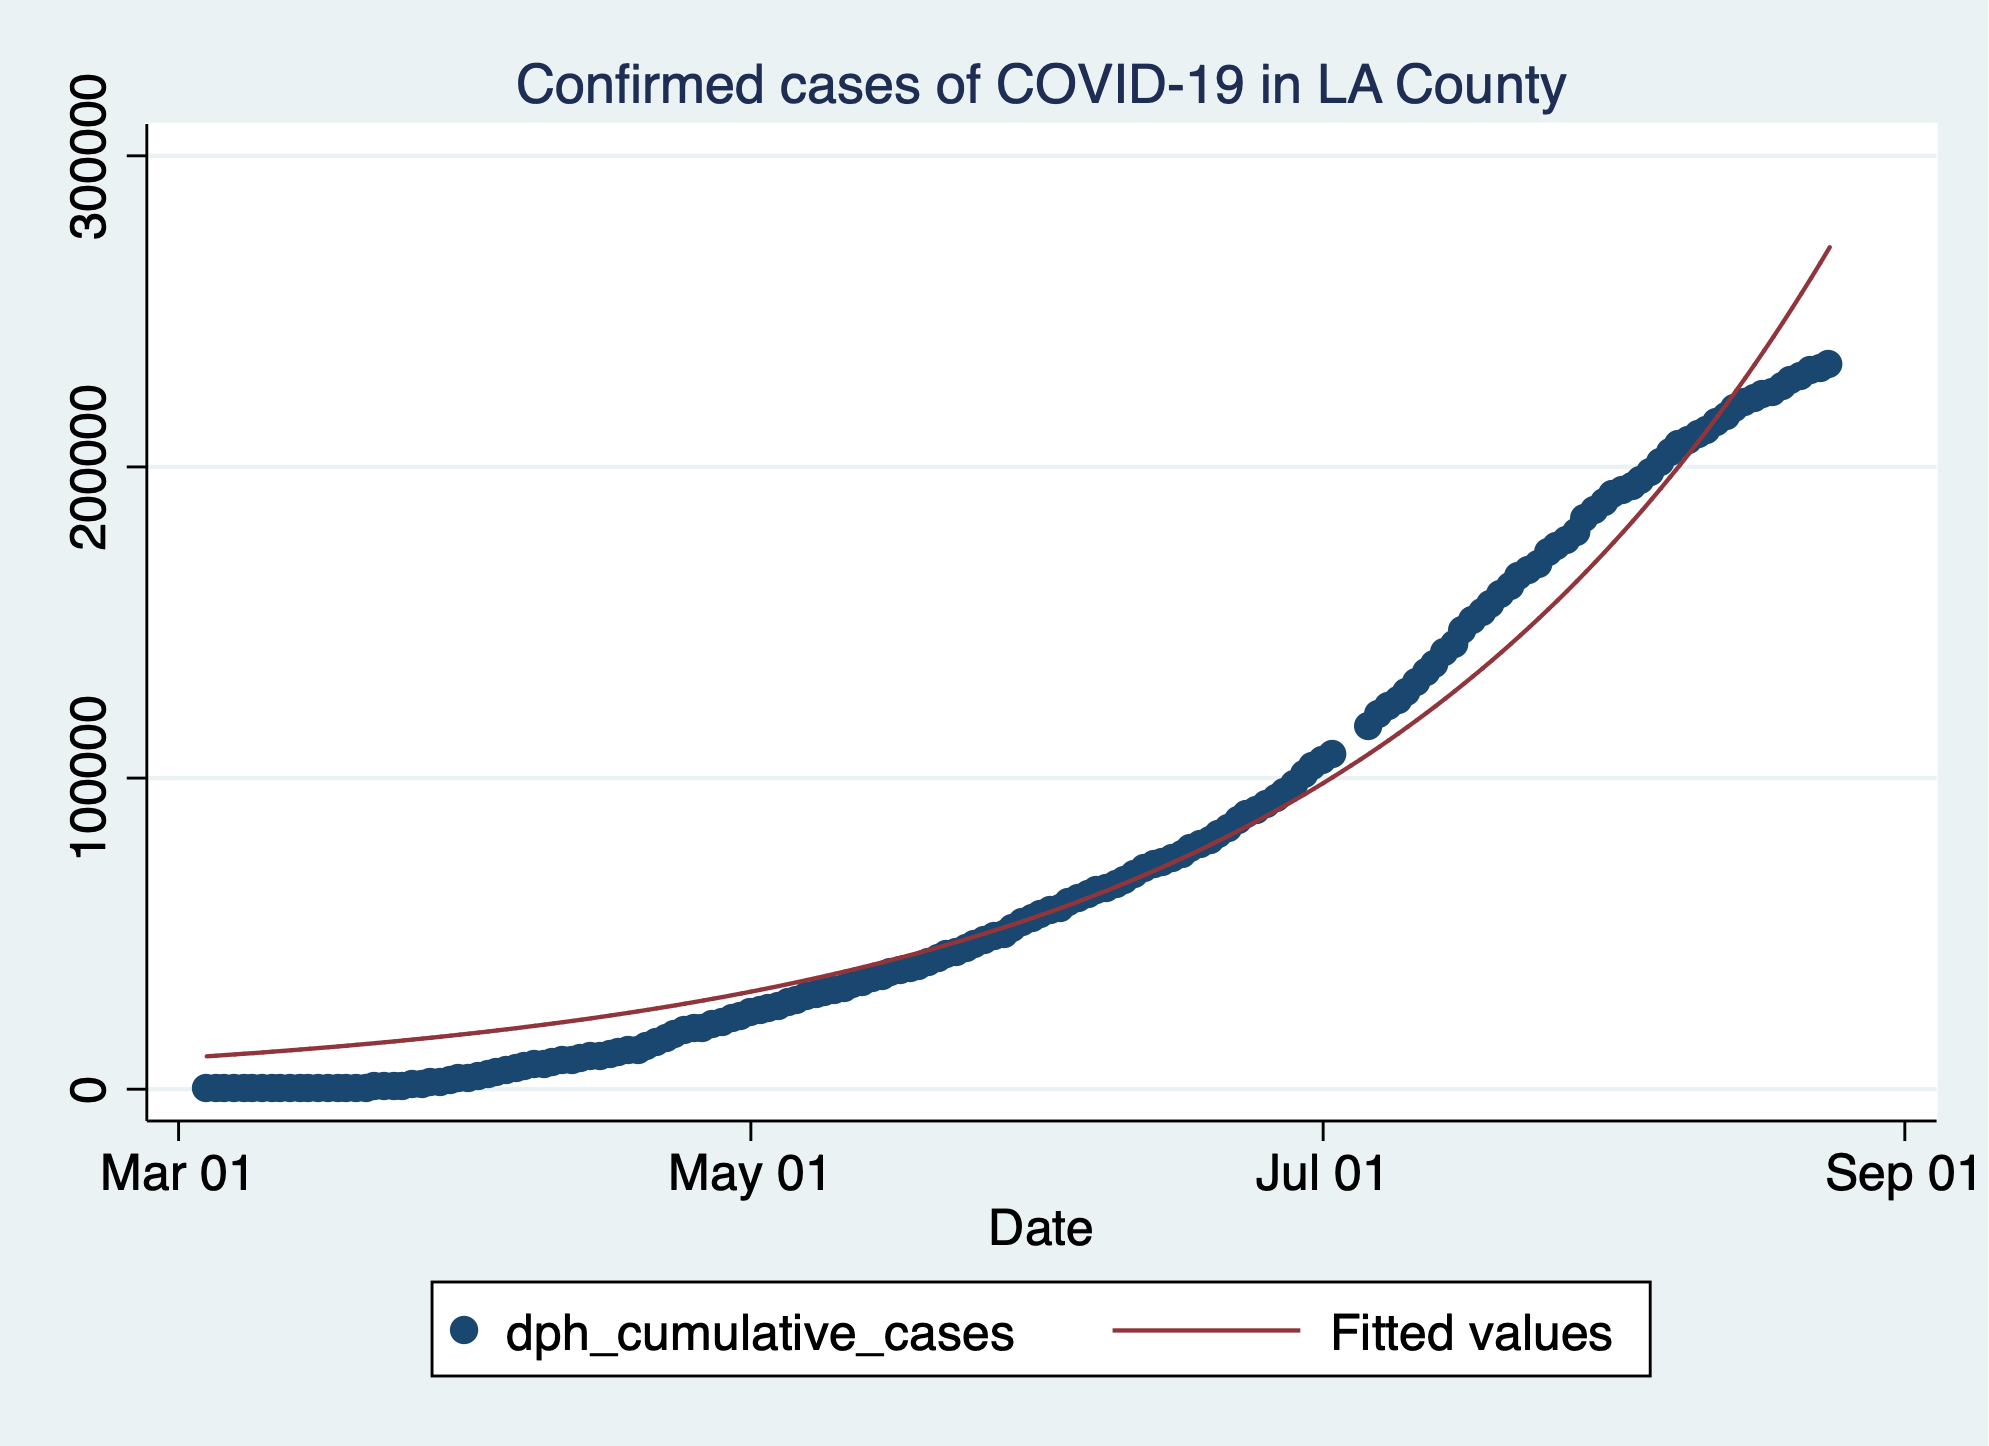 Confirmed cases of COVID-19 in LA County
300000
200000
100000
0
Mar 01 May 01 Jul 01 Sep 01
Date
dph_cumulative_cases Fitted values